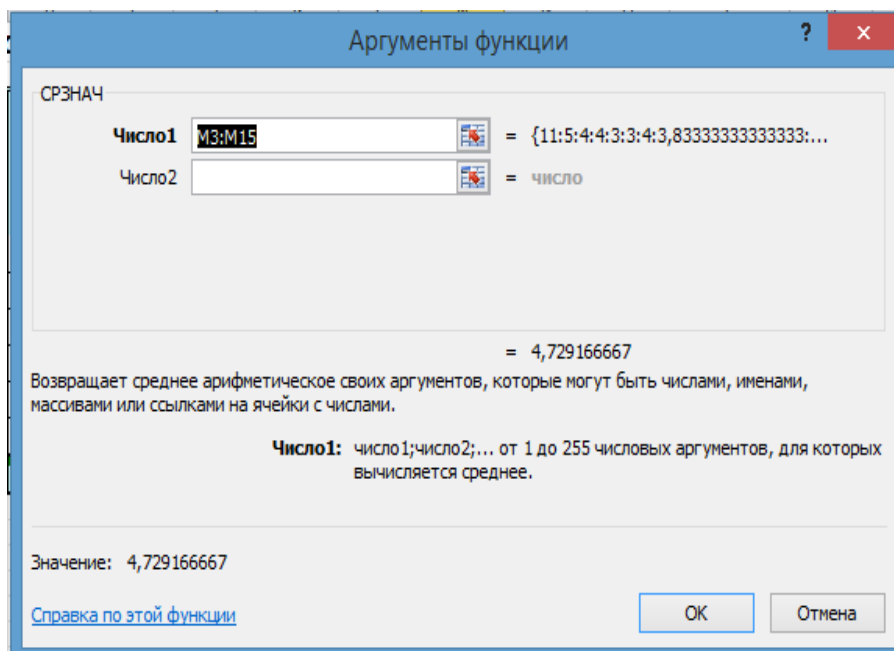 Аргументы функции
?
x
СРЗНАЧ
Число1 M3:M15 = {11:5:4:4:3:3:4:3,83333333333333:...
Число2 = число
= 4,729166667
Возвращает среднее арифметическое своих аргументов, которые могут быть числами, именами,
массивами или ссылками на ячейки с числами.
Число1: число1;число2;... от 1 до 255 числовых аргументов, для которых
вычисляется среднее.
Значение: 4,729166667
Справка по этой функции
ОК
Отмена